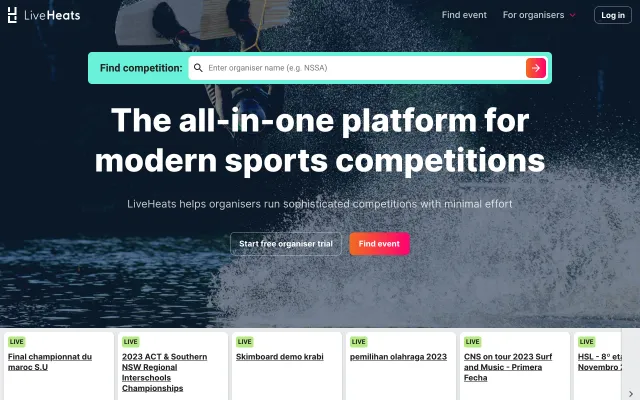 LiveHeats
Find event
For organisers
Log in
Find competition:
Enter organiser name (e.g. NSSA)
The all-in-one platform for
modern sports competitions
LiveHeats helps organisers run sophisticated competitions with minimal effort
Start free organiser trial
Find event
LIVE
Final championnat du
maroc S.U
LIVE
2023 ACT & Southern
NSW Regional
Interschools
Championships
LIVE
Skimboard demo krabi
LIVE
pemilihan olahraga 2023
LIVE
CNS on tour 2023 Surf
and Music - Primera
Fecha
LIVE
HSL - 8º eta
Novembro 2